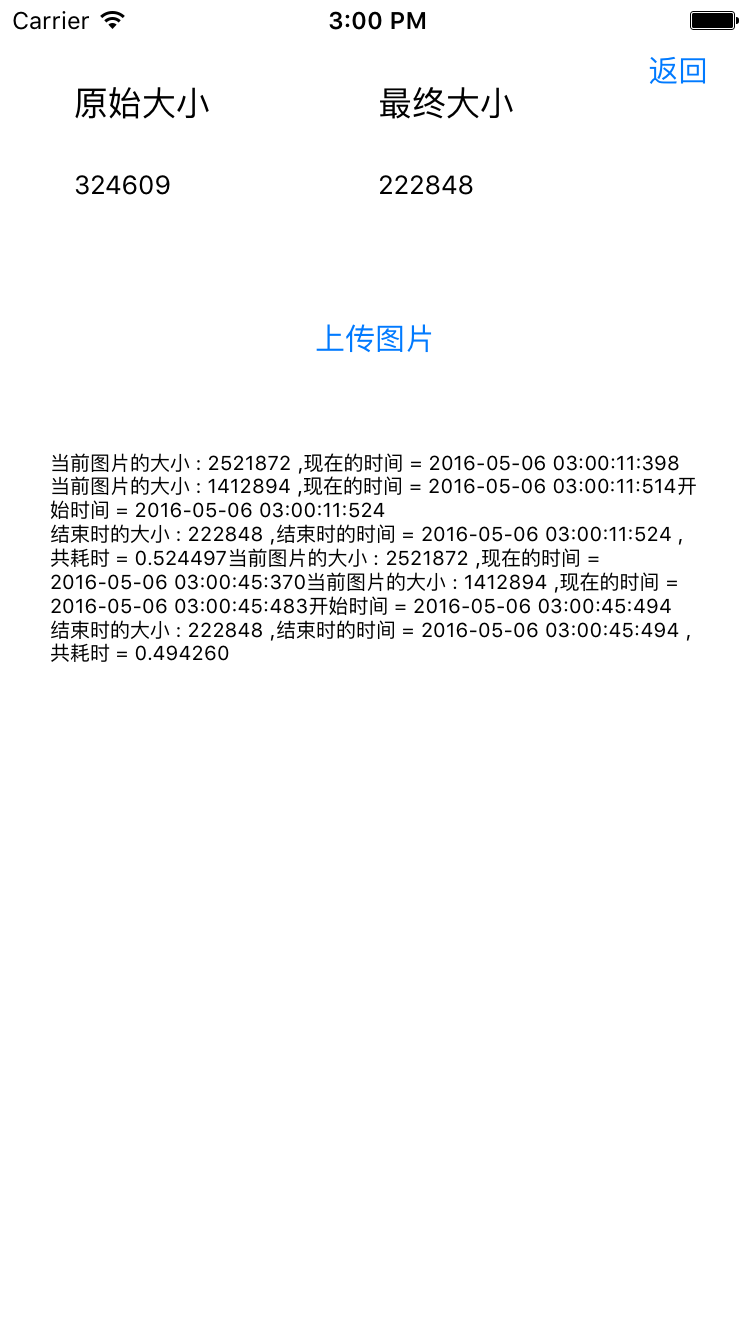 Carrier 3:00 PM
返回
原始大小 最终大小
324609 222848
上传图片
当前图片的大小 : 2521872 ,现在的时间 = 2016-05-06 03:00:11:398
当前图片的大小 : 1412894 ,现在的时间 = 2016-05-06 03:00:11:514开
始时间 = 2016-05-06 03:00:11:524
结束时的大小 : 222848 ,结束时的时间 = 2016-05-06 03:00:11:524 ,
共耗时 = 0.524497当前图片的大小 : 2521872 ,现在的时间 =
2016-05-06 03:00:45:370当前图片的大小 : 1412894 ,现在的时间 =
2016-05-06 03:00:45:483开始时间 = 2016-05-06 03:00:45:494
结束时的大小 : 222848 ,结束时的时间 = 2016-05-06 03:00:45:494 ,
共耗时 = 0.494260